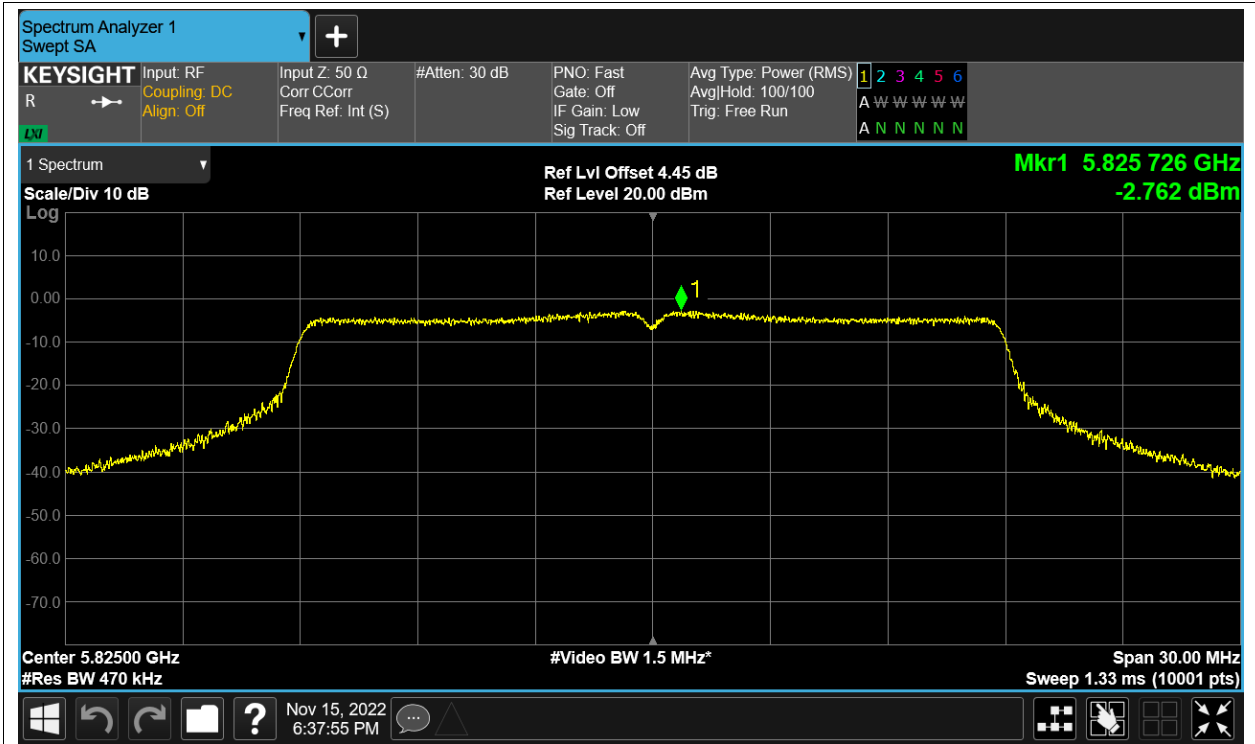 Spectrum Analyzer 1
Swept SA
KEYSIGHT
R
LXI
Input: RF
Coupling: DC
Align: Off
Input Z: 50 Ω
Corr CCorr
Freq Ref: Int (S)
#Atten: 30 dB
PNO: Fast
Gate: Off
IF Gain: Low
Sig Track: Off
Avg Type: Power (RMS)
Avg|Hold: 100/100
Trig: Free Run
1 2 3 4 5 6
A W W W W W
A N N N N N
1 Spectrum
Scale/Div 10 dB
Log
Ref Lvl Offset 4.45 dB
Ref Level 20.00 dBm
Mkr1 5.825 726 GHz
-2.762 dBm
1
10.0
0.00
-10.0
-20.0
-30.0
-40.0
-50.0
-60.0
-70.0
Center 5.82500 GHz
#Res BW 470 kHz
#Video BW 1.5 MHz*
Span 30.00 MHz
Sweep 1.33 ms (10001 pts)
?
Nov 15, 2022
6:37:55 PM